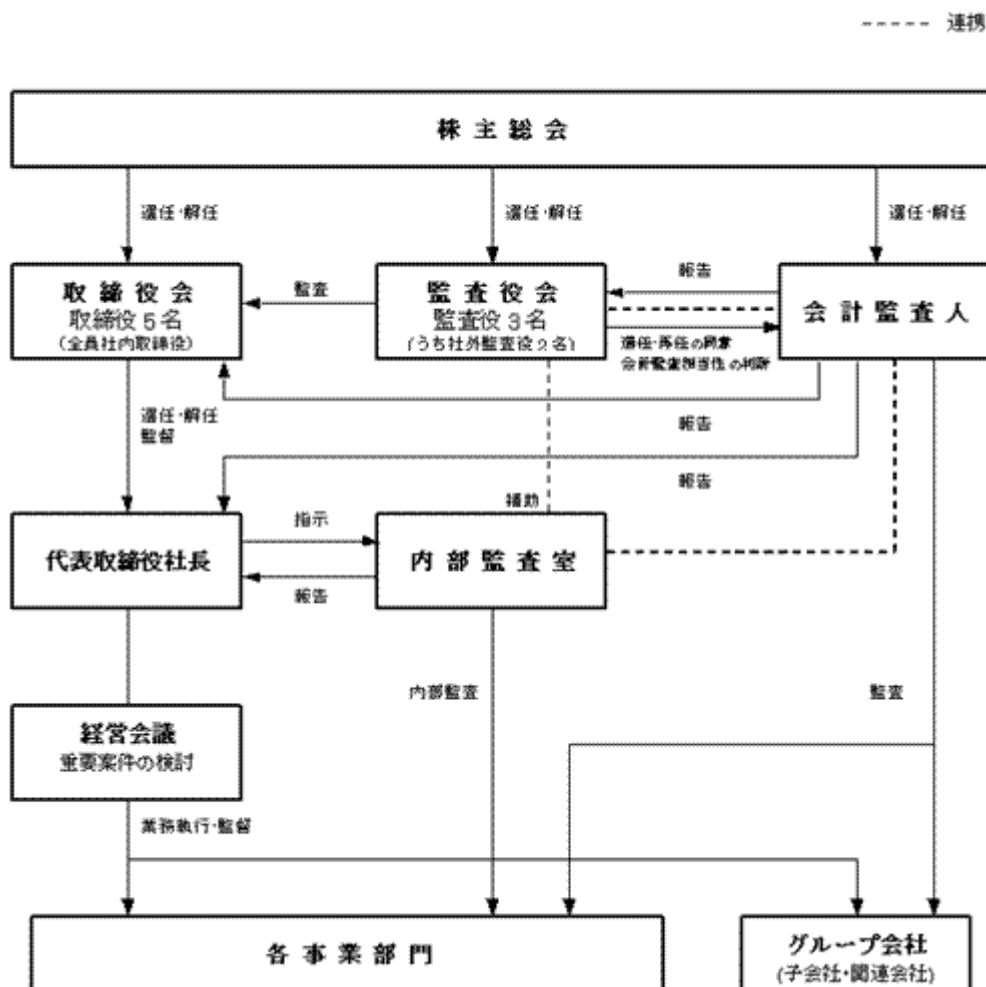 連携
株主総会
選任・解任
選任・解任
選任・解任
取締役会
取締役5名
(全員社内取締役)
監査
監査役会
監査役3名
(うち社外監査役2名)
報告
会計監査人
選任・再任の同意
会計監査相当性の判断
報告
選任・解任
監督
報告
補助
代表取締役社長
指示
報告
内部監査室
内部監査
監査
経営会議
重要案件の検討
業務執行・監督
各事業部門
グループ会社
(子会社・関連会社)